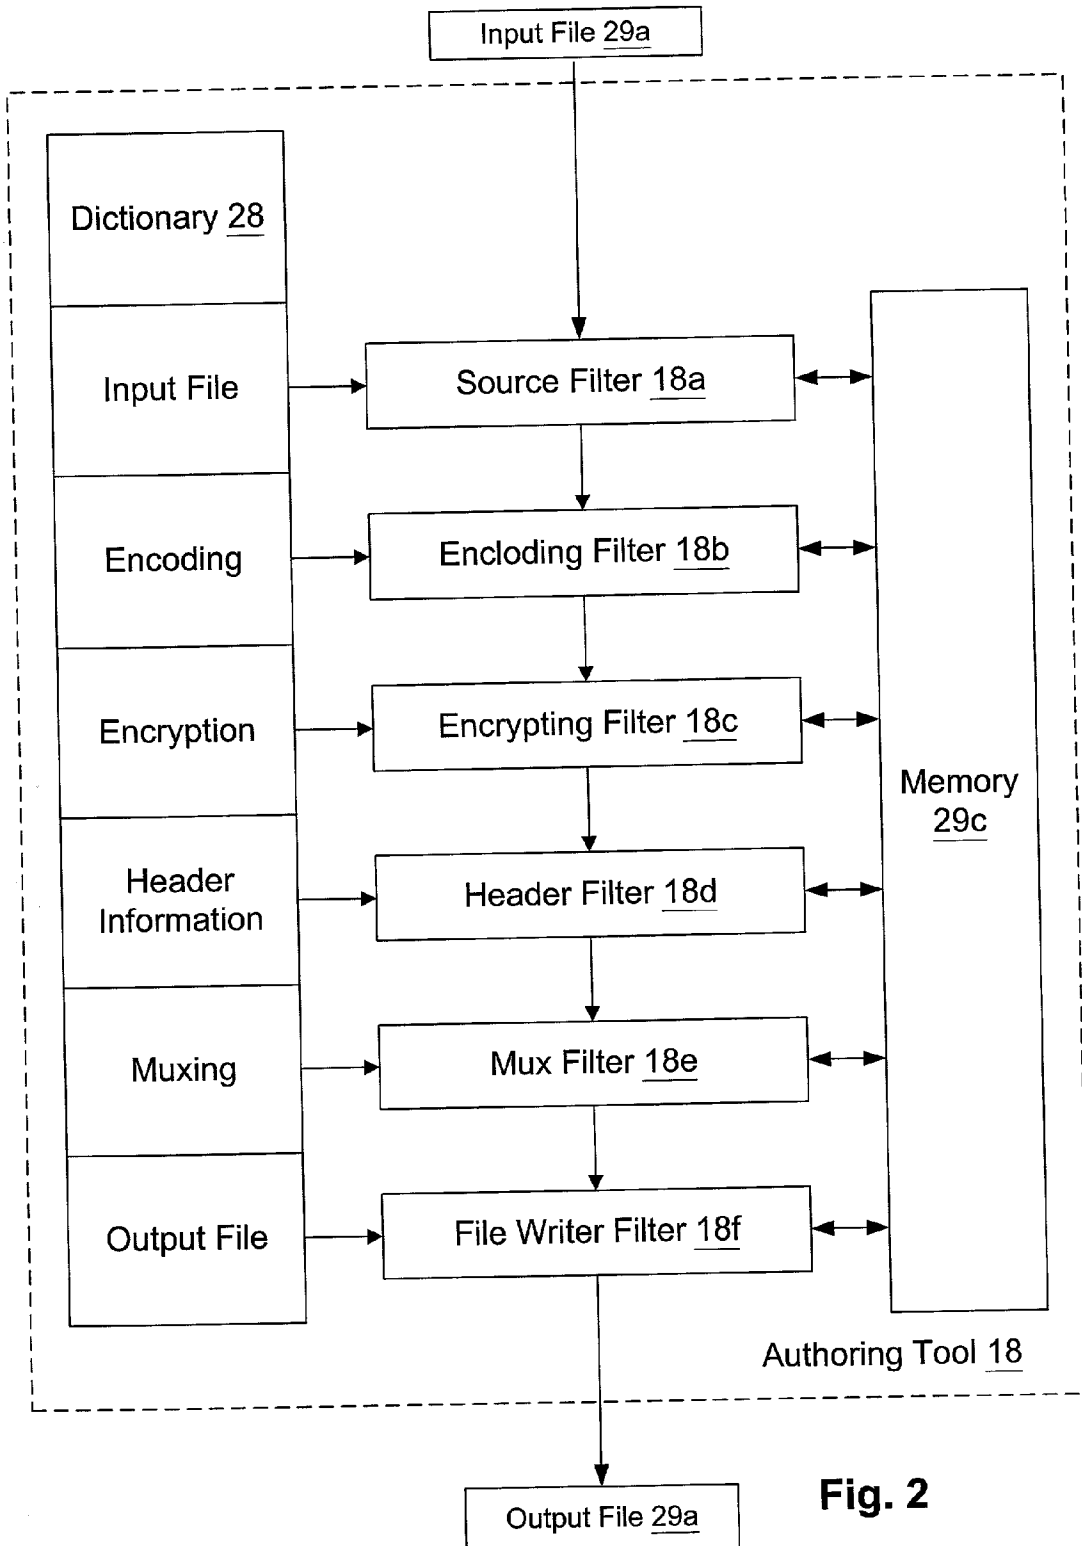 Input File 29a
Dictionary 28
Input File
Source Filter 18a
Encoding
Encloding Filter 18b
Encryption
Encrypting Filter 18c
Memory
29c
Header
Information
Header Filter 18d
Muxing
Mux Filter 18e
Output File
File Writer Filter 18f
Authoring Tool 18
Fig. 2
Output File 29a